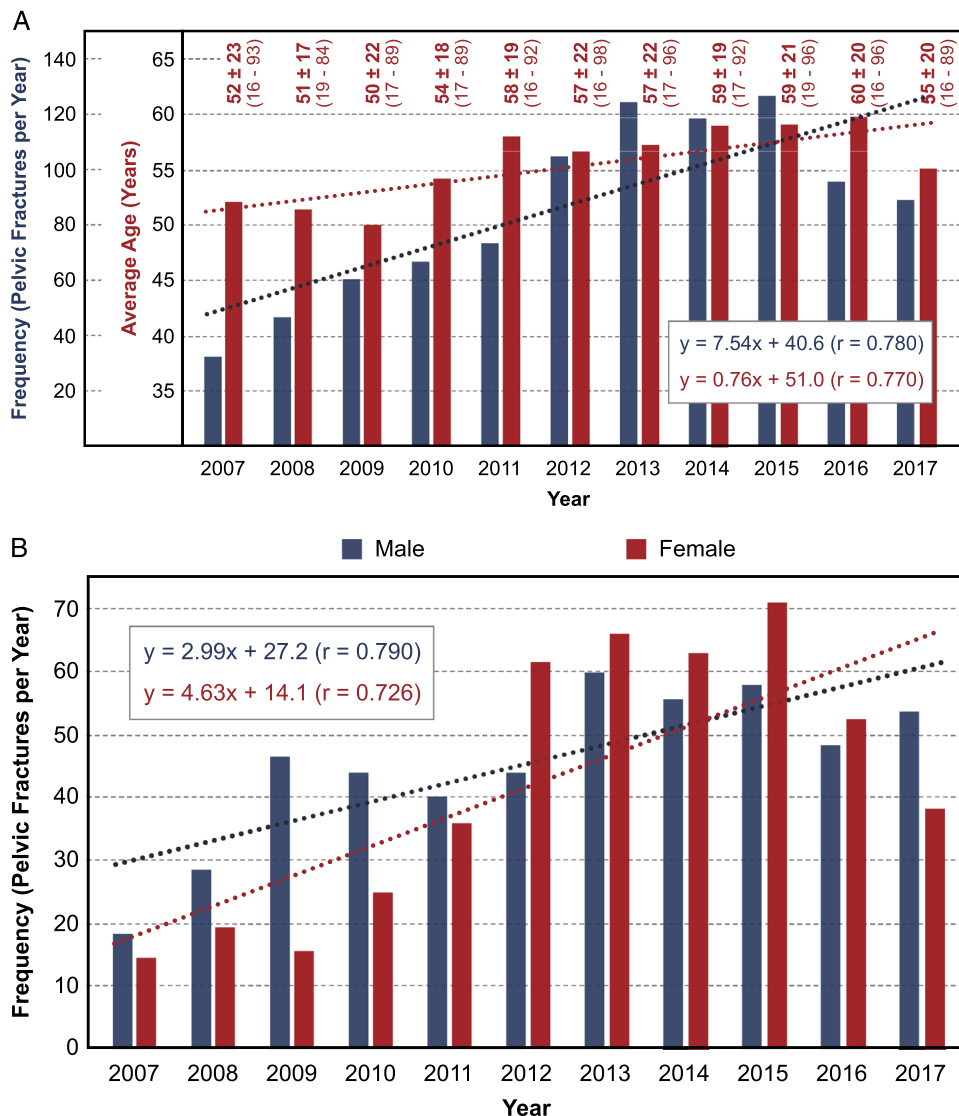 A
Frequency (Pelvic Fractures per Year)
140
120
100
80
60
40
20
Average Age (Years)
65
60
55
50
45
40
35
52 ± 23
(16 - 93)
51 ± 17
(19 - 84)
50 ± 22
(17 - 89)
54 ± 18
(17 - 89)
58 ± 19
(16 - 92)
57 ± 22
(16 - 98)
57 ± 22
(17 - 96)
59 ± 19
(17 - 92)
59 ± 21
(19 - 96)
60 ± 20
(16 - 96)
55 ± 20
(16 - 89)
y = 7.54x + 40.6 (r = 0.780)
y = 0.76x + 51.0 (r = 0.770)
2007 2008 2009 2010 2011 2012 2013 2014 2015 2016 2017
Year
B
Male Female
Frequency (Pelvic Fractures per Year)
70
60
50
40
30
20
10
0
y = 2.99x + 27.2 (r = 0.790)
y = 4.63x + 14.1 (r = 0.726)
2007 2008 2009 2010 2011 2012 2013 2014 2015 2016 2017
Year